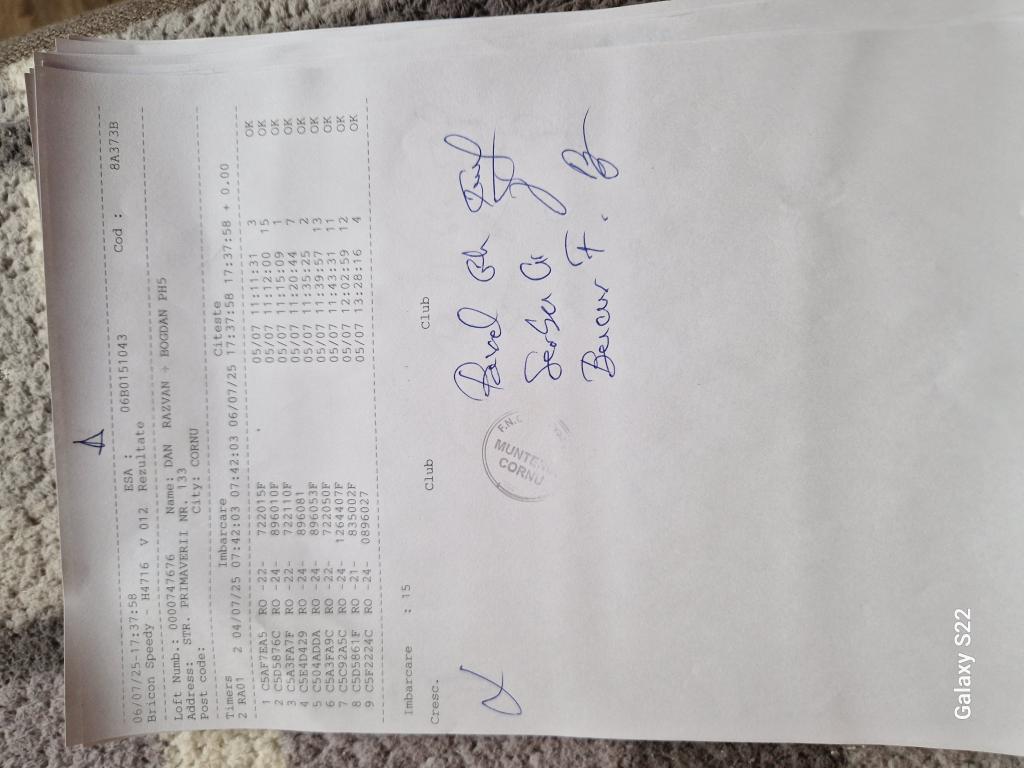 06/07/25-17:37:58 ESA : 06B0151043 Cod : 8A373B
Bricon Speedy - H4716 V 012 Rezultate
Loft Numb.: 0000747676 Name: DAN RAZVAN + BOGDAN PH5
Address: STR. PRIMAVERII NR. 133
Post code: City: CORNU
Timers Imbarcare Citeste
2 RA01 2 04/07/25 07:42:03 07:42:03 06/07/25 17:37:58 17:37:58 + 0.00
1 C5AF7EA5 RO -22- 722015F 05/07 11:11:31 3 OK
2 C5D5876C RO -24- 896010F 05/07 11:12:00 15 OK
3 C5A3FA7F RO -22- 722110F 05/07 11:15:09 1 OK
4 C5E4D429 RO -24- 896081 05/07 11:20:44 7 OK
5 C504ADDA RO -24- 896053F 05/07 11:35:25 2 OK
6 C5A3FA9C RO -22- 722050F 05/07 11:39:57 13 OK
7 C5C92A5C RO -24- 1264407F 05/07 11:43:31 11 OK
8 C5D5861F RO -21- 835002F 05/07 12:02:59 12 OK
9 C5F2224C RO -24- 0896027 05/07 13:28:16 4 OK
Imbarcare : 15
Cresc. Club Club
MUNTENIA
CORNU
Pavel Gh